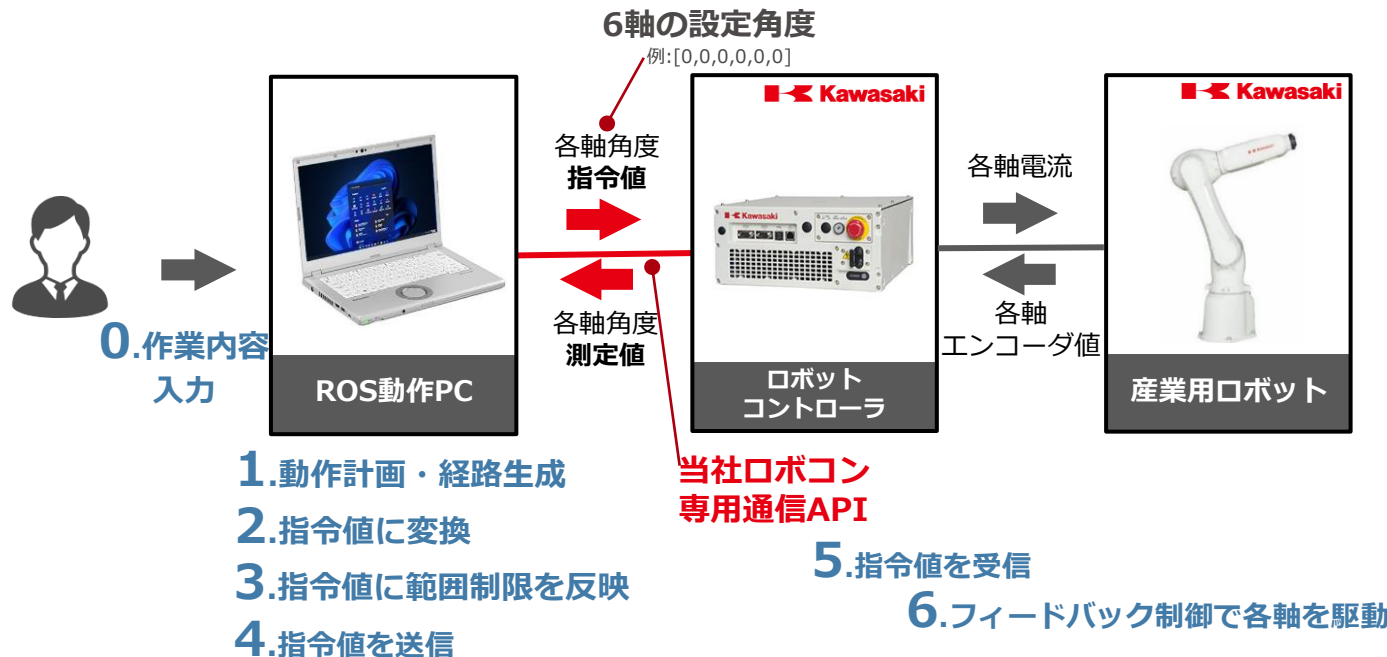 6軸の設定角度
例:[0,0,0,0,0,0]
Kawasaki
Kawasaki
各軸角度
指令値
各軸電流
Kawasaki
各軸角度
測定値
各軸
エンコーダ値
0.作業内容
入力
ROS動作PC
ロボット
コントローラ
産業用ロボット
1.動作計画・経路生成
2.指令値に変換
3.指令値に範囲制限を反映
4.指令値を送信
当社ロボコン
専用通信API
5.指令値を受信
6.フィードバック制御で各軸を駆動